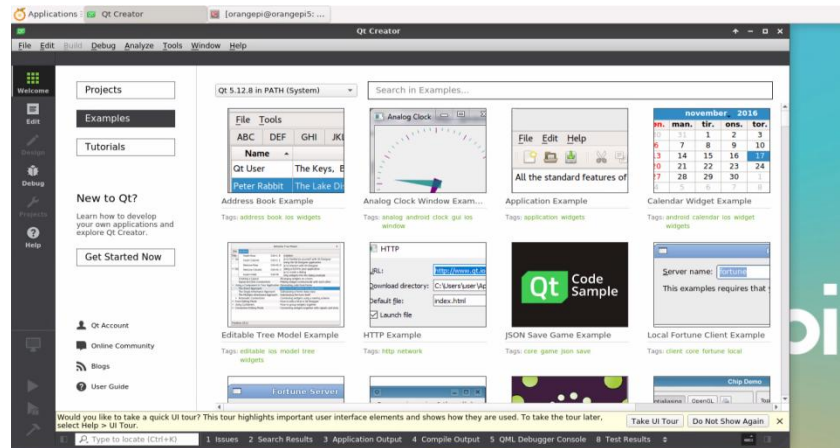 Applications
Qt Creator
[orangepi@orangepi5: ...
Qt Creator
File Edit Build Debug Analyze Tools Window Help
Welcome
Edit
Design
Debug
Projects
Help
Projects
Examples
Tutorials
New to Qt?
Learn how to develop
your own applications and
explore Qt Creator.
Get Started Now
Qt Account
Online Community
Blogs
User Guide
Qt 5.12.8 in PATH (System)
Search in Examples...
File Tools
ABC DEF GHI JKL
Name
Qt User The Keys, B
Peter Rabbit The Lake Di
Address Book Example
Tags: address book ios widgets
Analog Clock
Analog Clock Window Exam...
Tags: analog android clock gui ios
window
File Edit Help
All the standard features of
Application Example
Tags: application widgets
november 2016
man. tir. ons. tor.
31 1 2 3
6 7 8 9 10
13 14 15 16 17
20 21 22 23 24
27 28 29 30 1
4 5 6 7 8
Calendar Widget Example
Tags: android calendar ios widget
widgets
Editable Tree Model Example
Tags: editable ios model tree
widgets
HTTP
URL: http://www.qt.io
Download directory: C:\Users\user\Ap
Default file: index.html
Launch file
HTTP Example
Tags: http network
Qt Code
Sample
JSON Save Game Example
Tags: core game json save
Server name: fortune
This examples requires that
Local Fortune Client Example
Tags: client core fortune local
Fortune Server
Chip Demo
Antialiasing OpenGL
pi
Would you like to take a quick UI tour? This tour highlights important user interface elements and shows how they are used. To take the tour later,
select Help > UI Tour.
Take UI Tour
Do Not Show Again
Type to locate (Ctrl+K)
1 Issues 2 Search Results 3 Application Output 4 Compile Output 5 QML Debugger Console 8 Test Results